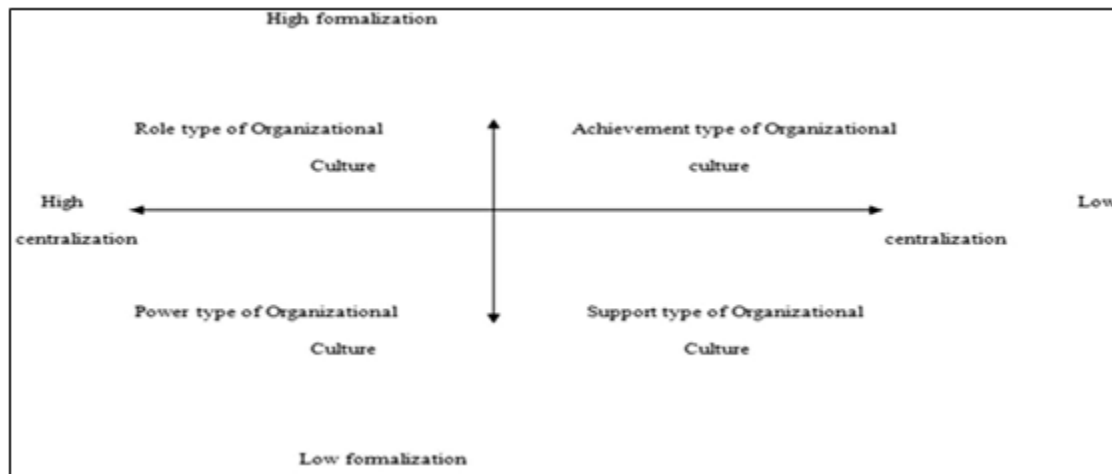 High formalization
Role type of Organizational
Achievement type of Organizational
Culture
culture
High
Low
centralization
centralization
Power type of Organizational
Support type of Organizational
Culture
Culture
Low formalization